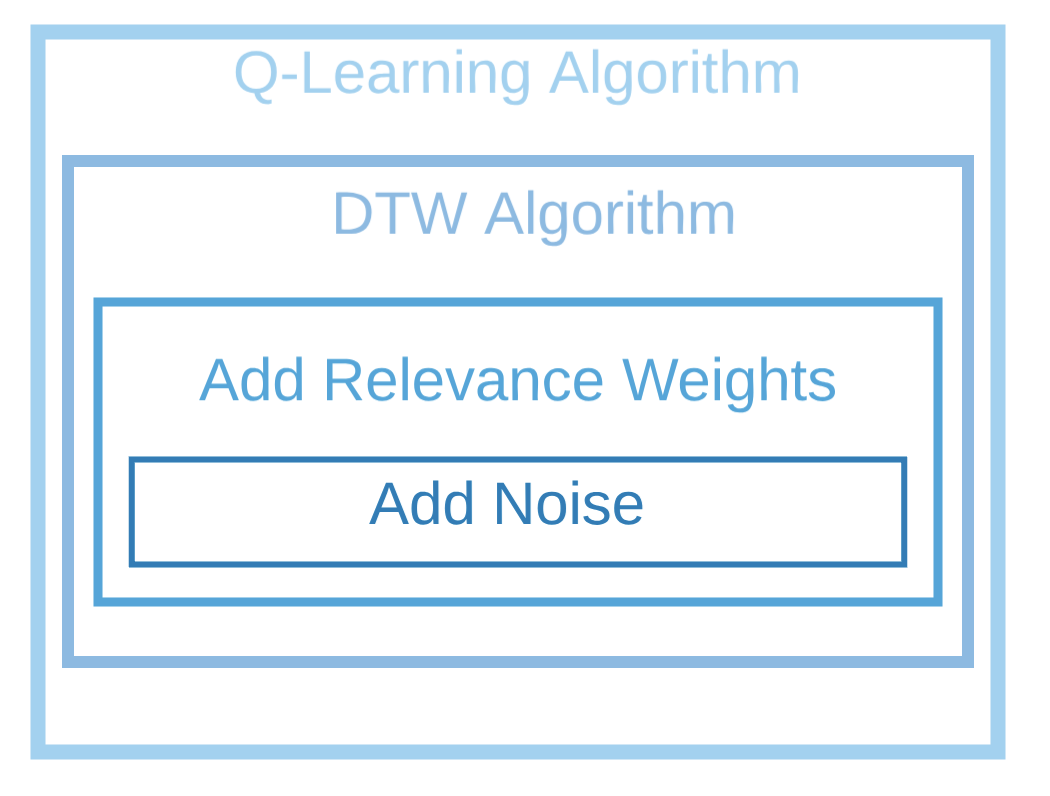 Q-Learning Algorithm
DTW Algorithm
Add Relevance Weights
Add Noise